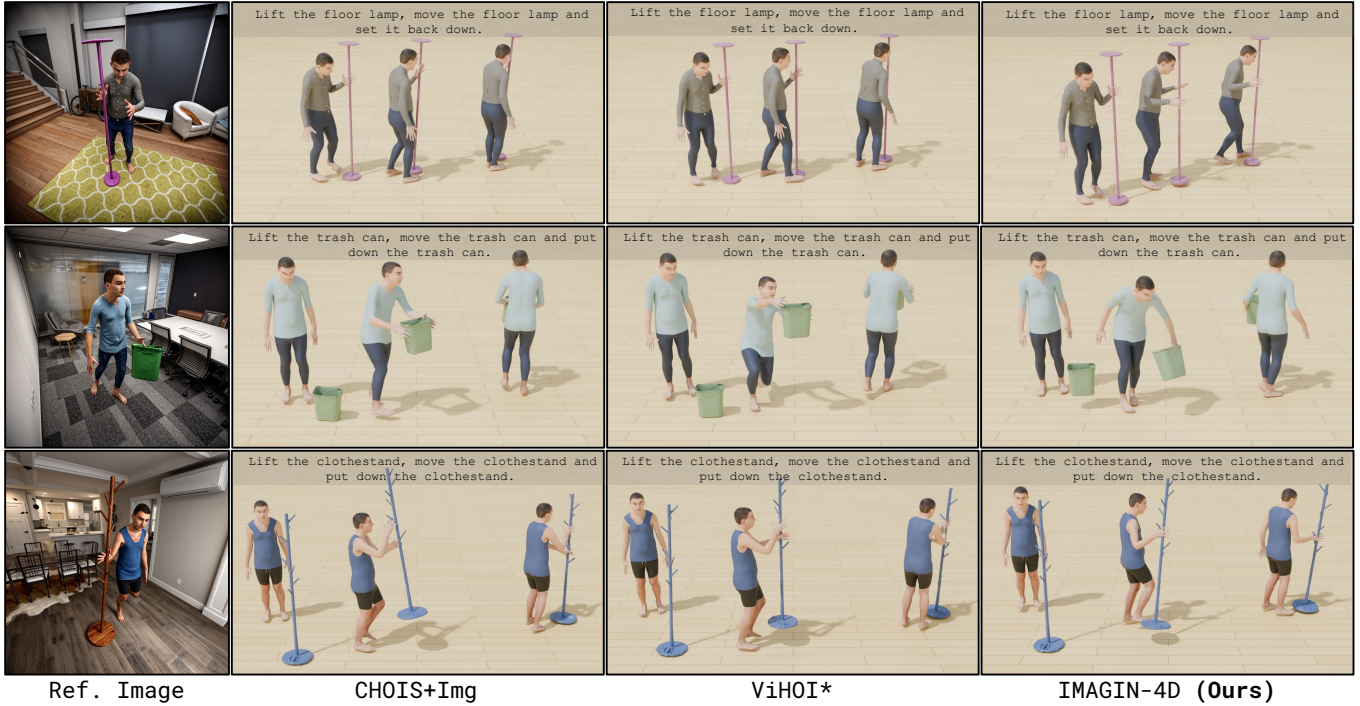 Lift the floor lamp, move the floor lamp and
set it back down.
Lift the floor lamp, move the floor lamp and
set it back down.
Lift the floor lamp, move the floor lamp and
set it back down.
Lift the trash can, move the trash can and put
down the trash can.
Lift the trash can, move the trash can and put
down the trash can.
Lift the trash can, move the trash can and put
down the trash can.
Lift the clothestand, move the clothestand and
put down the clothestand.
Lift the clothestand, move the clothestand and
put down the clothestand.
Lift the clothestand, move the clothestand and
put down the clothestand.
Ref. Image
CHOIS+Img
ViHOI*
IMAGIN-4D (Ours)